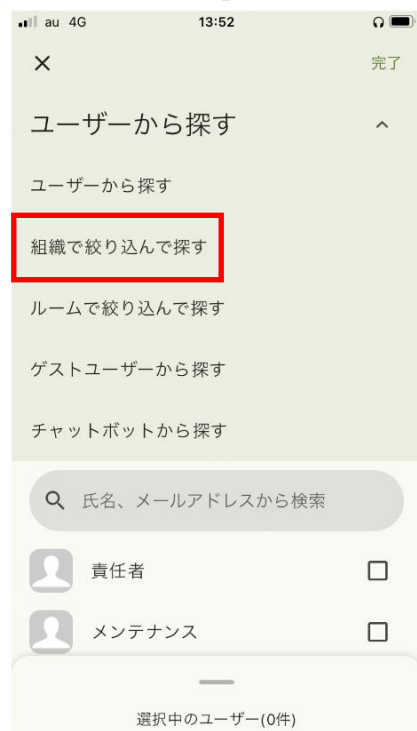 au 4G 13:52
完了
ユーザーから探す
ユーザーから探す
組織で絞り込んで探す
ルームで絞り込んで探す
ゲストユーザーから探す
チャットボットから探す
氏名、メールアドレスから検索
責任者
メンテナンス
選択中のユーザー(0件)